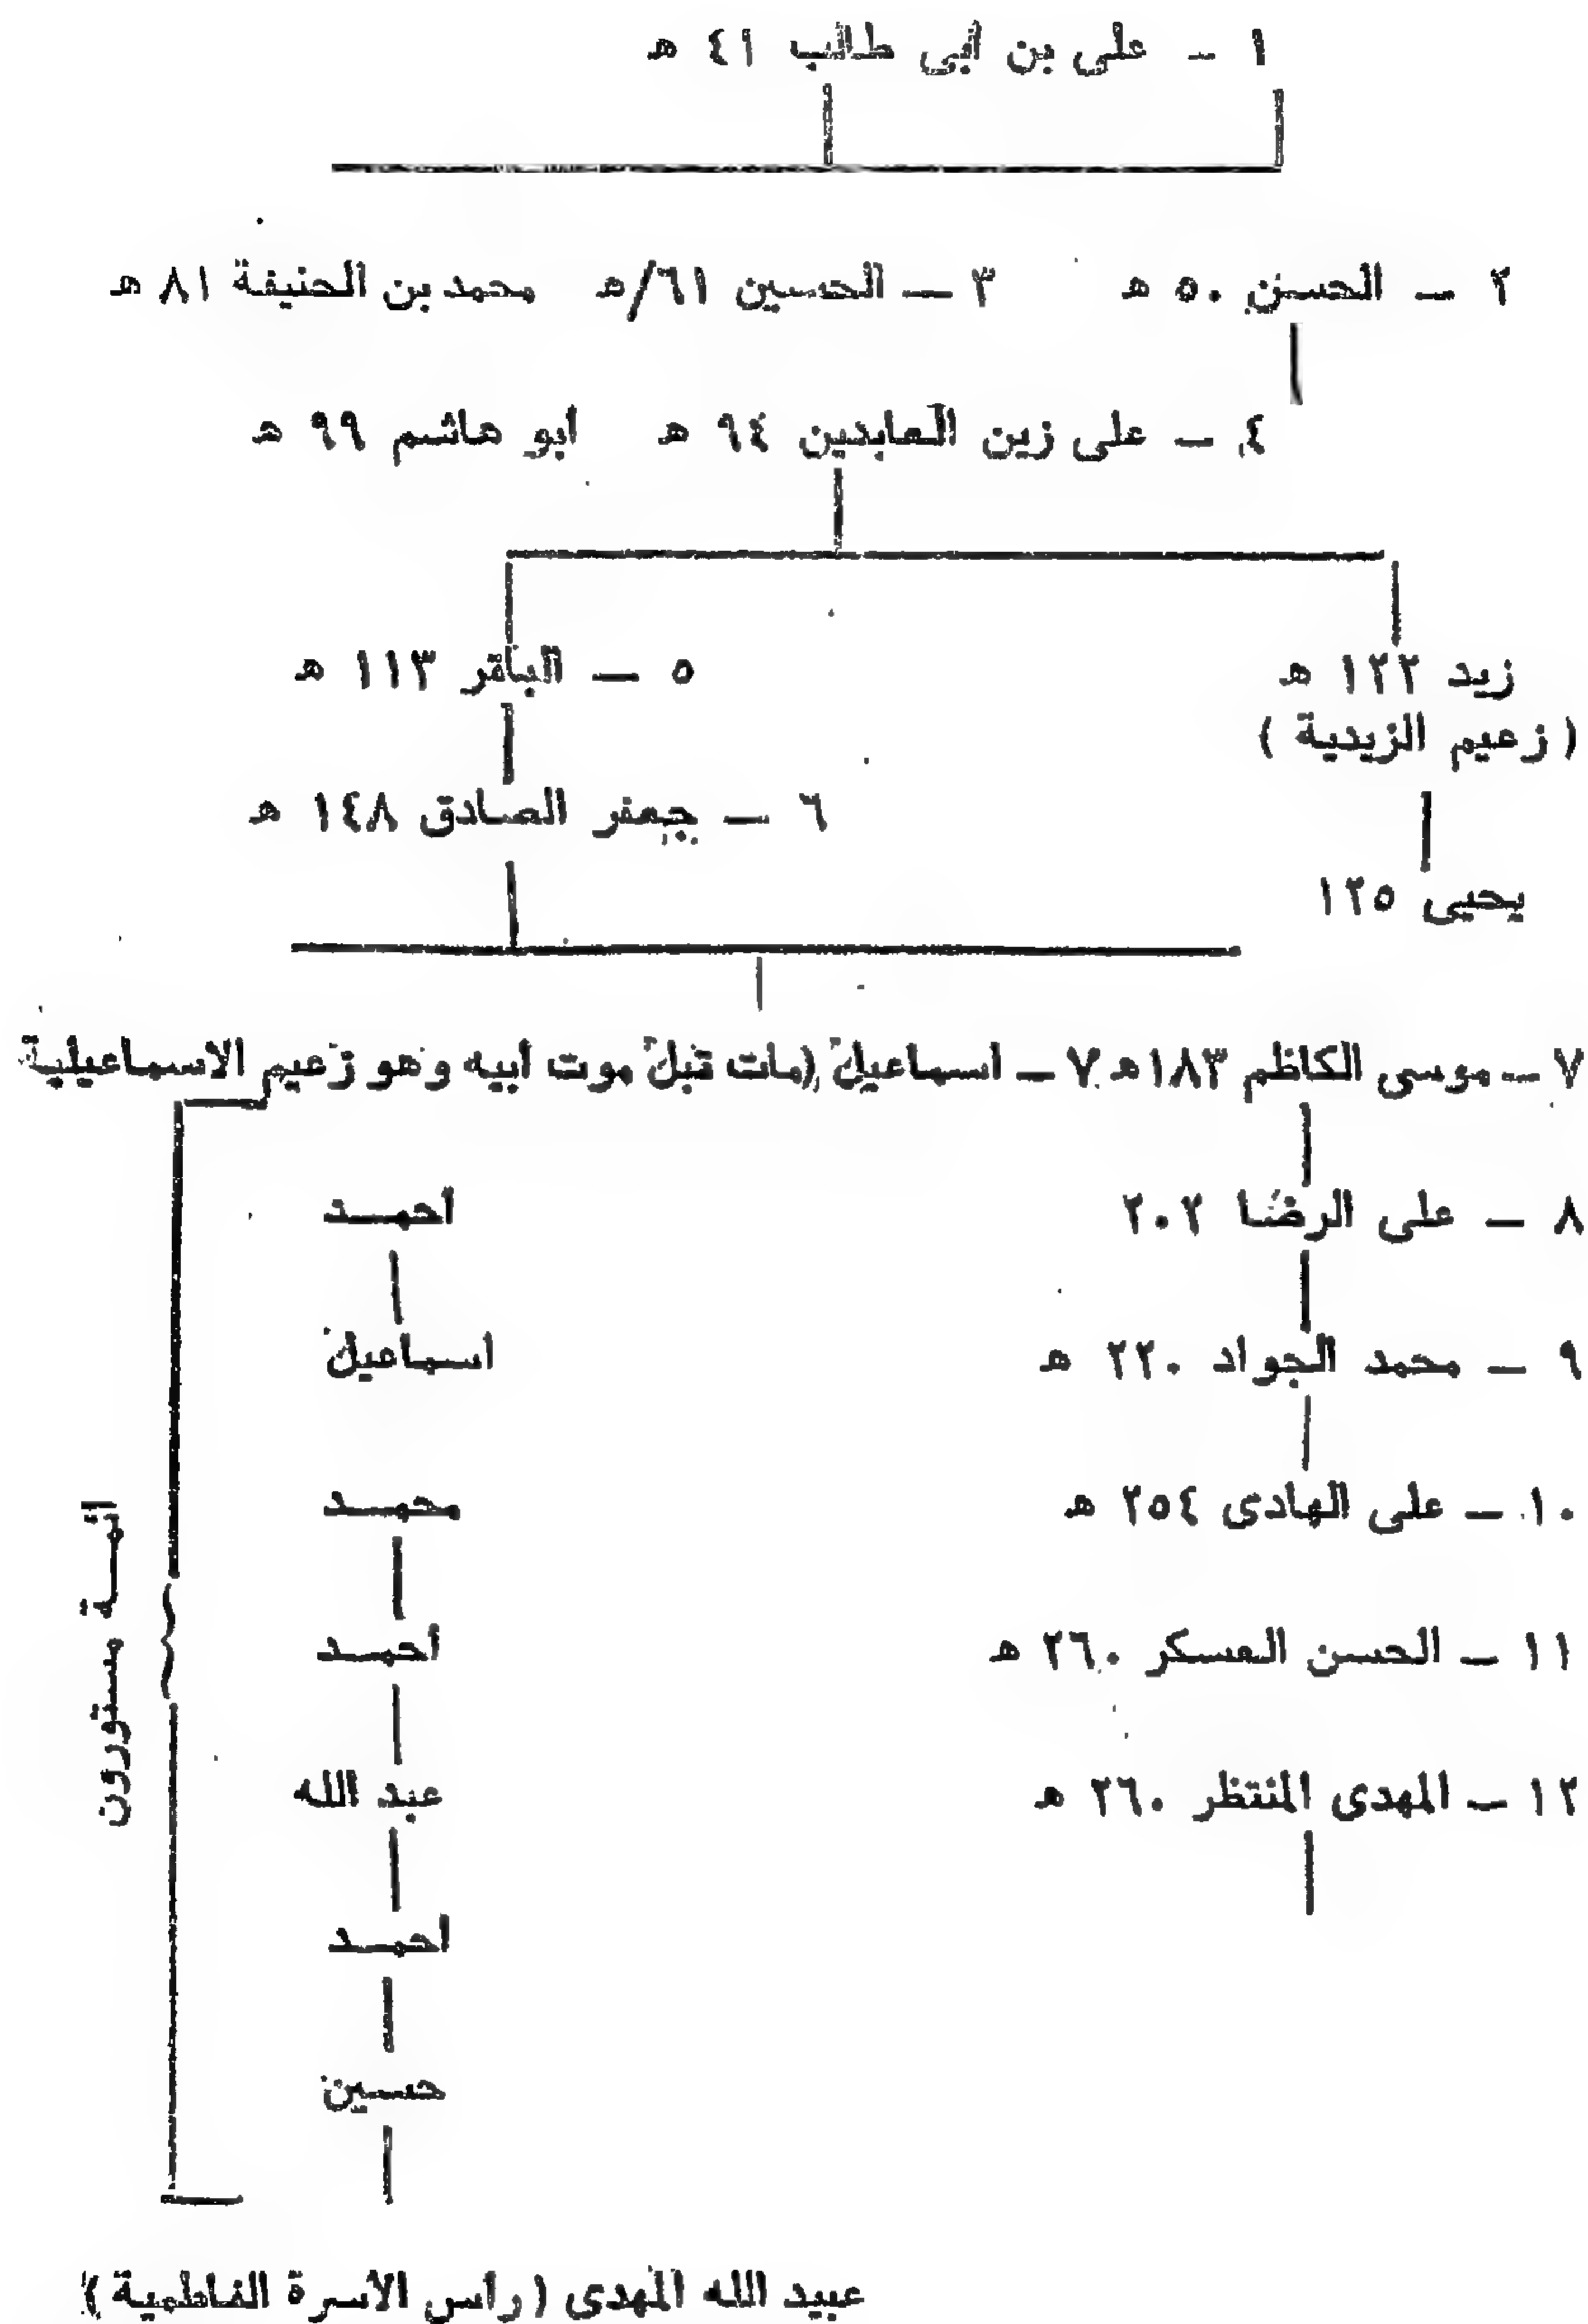 ١ - على بن أبى طالب ٤١ هـ
٢ - الحسن ٥٠ هـ ٣ - الحسين ٦١/هـ محمد بن الحنيفة ٨١ هـ
٤ - على زين العابدين ٩٤ هـ ابو هاشم ٩٩ هـ
زيد ١٢٢ هـ ٥ - الباقر ١١٣ هـ
(زعيم الزيدية)
٦ - جعفر الصادق ١٤٨ هـ
يحيى ١٢٥
٧ - موسى الكاظم ١٨٣هـ ٧ - اسماعيل (مات قبل موت ابيه وهو زعيم الاسماعيلية
٨ - على الرضا ٢٠٢ احمد
٩ - محمد الجواد ٢٢٠ هـ اسماعيل
١٠ - على الهادى ٢٥٤ هـ محمد
١١ - الحسن العسكر ٢٦٠ هـ احمد
١٢ - المهدى المنتظر ٢٦٠ هـ عبد الله
احمد
حسين
ائمة مستورون
عبيد الله المهدى (رأس الاسرة الفاطمية)